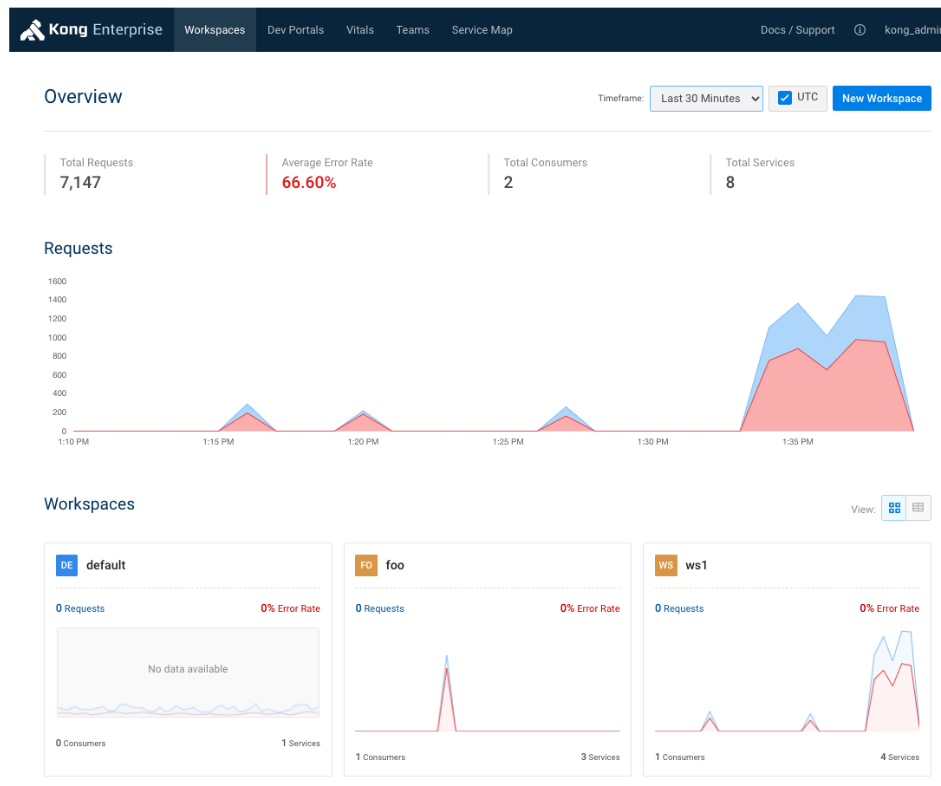 Kong Enterprise Workspaces Dev Portals Vitals Teams Service Map Docs / Support kong_admin
Overview Timeframe: Last 30 Minutes UTC New Workspace
Total Requests Average Error Rate Total Consumers Total Services
7,147 66.60% 2 8
Requests
1600
1400
1200
1000
800
600
400
200
0
1:10 PM 1:15 PM 1:20 PM 1:25 PM 1:30 PM 1:35 PM
Workspaces View:
DE default FO foo WS ws1
0 Requests 0% Error Rate 0 Requests 0% Error Rate 0 Requests 0% Error Rate
No data available
0 Consumers 1 Services 1 Consumers 3 Services 1 Consumers 4 Services